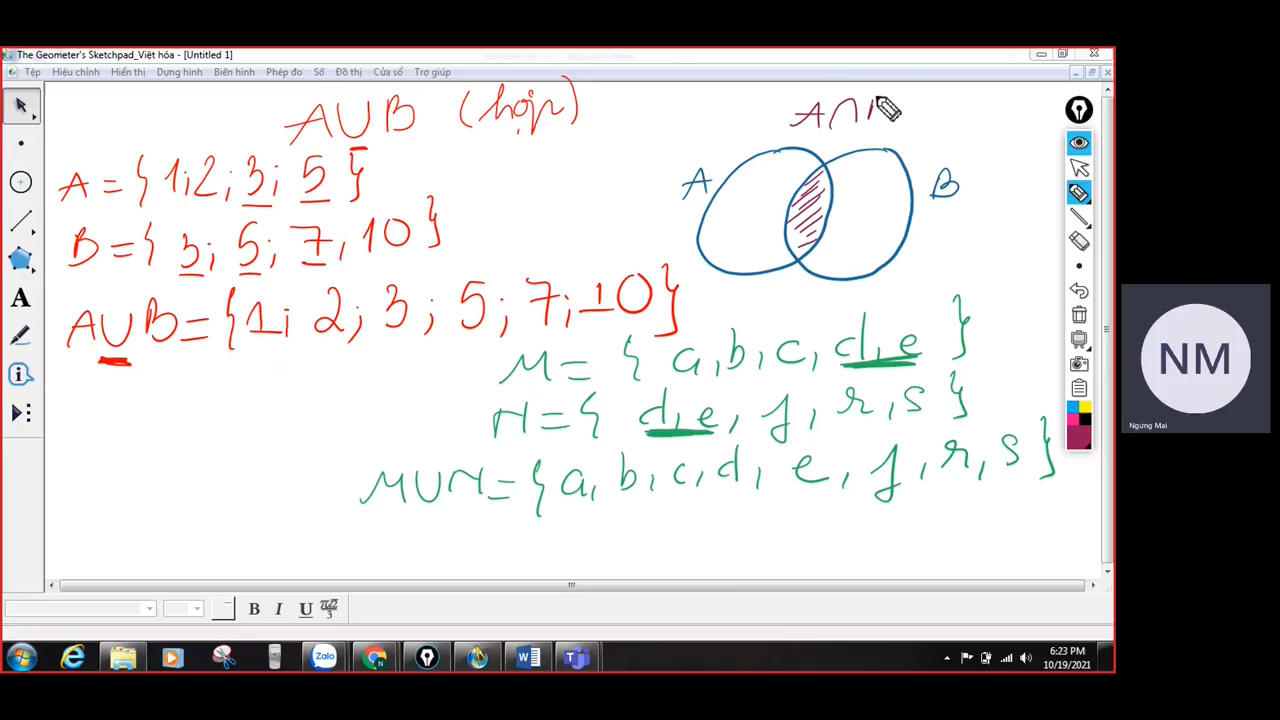 The Geometer's Sketchpad_Việt hóa - [Untitled 1]
Tệp Hiệu chỉnh Hiển thị Dựng hình Biến hình Phép đo Số Đồ thị Cửa sổ Trợ giúp
A∪B (hợp)
A∩
A = { 1; 2; 3; 5 }
A B
B = { 3; 5; 7, 10 }
A∪B = { 1; 2; 3; 5; 7; 10 }
M = { a, b, c, d, e }
N = { d, e, f, r, s }
M∪N = { a, b, c, d, e, f, r, s }
NM
Ngưng Mai
A
B I U
Zalo
6:23 PM
10/19/2021